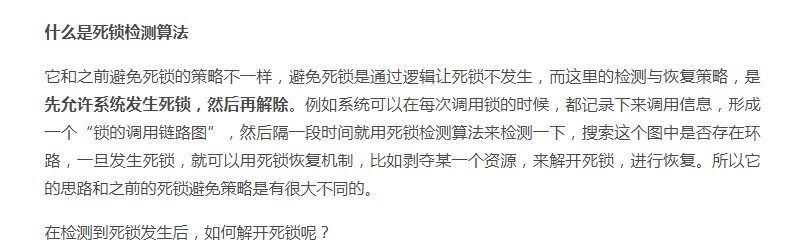 什么是死锁检测算法
它和之前避免死锁的策略不一样，避免死锁是通过逻辑让死锁不发生，而这里的检测与恢复策略，是
先允许系统发生死锁，然后再解除。例如系统可以在每次调用锁的时候，都记录下来调用信息，形成
一个“锁的调用链路图”，然后隔一段时间就用死锁检测算法来检测一下，搜索这个图中是否存在环
路，一旦发生死锁，就可以用死锁恢复机制，比如剥夺某一个资源，来解开死锁，进行恢复。所以它
的思路和之前的死锁避免策略是有很大不同的。
在检测到死锁发生后，如何解开死锁呢？